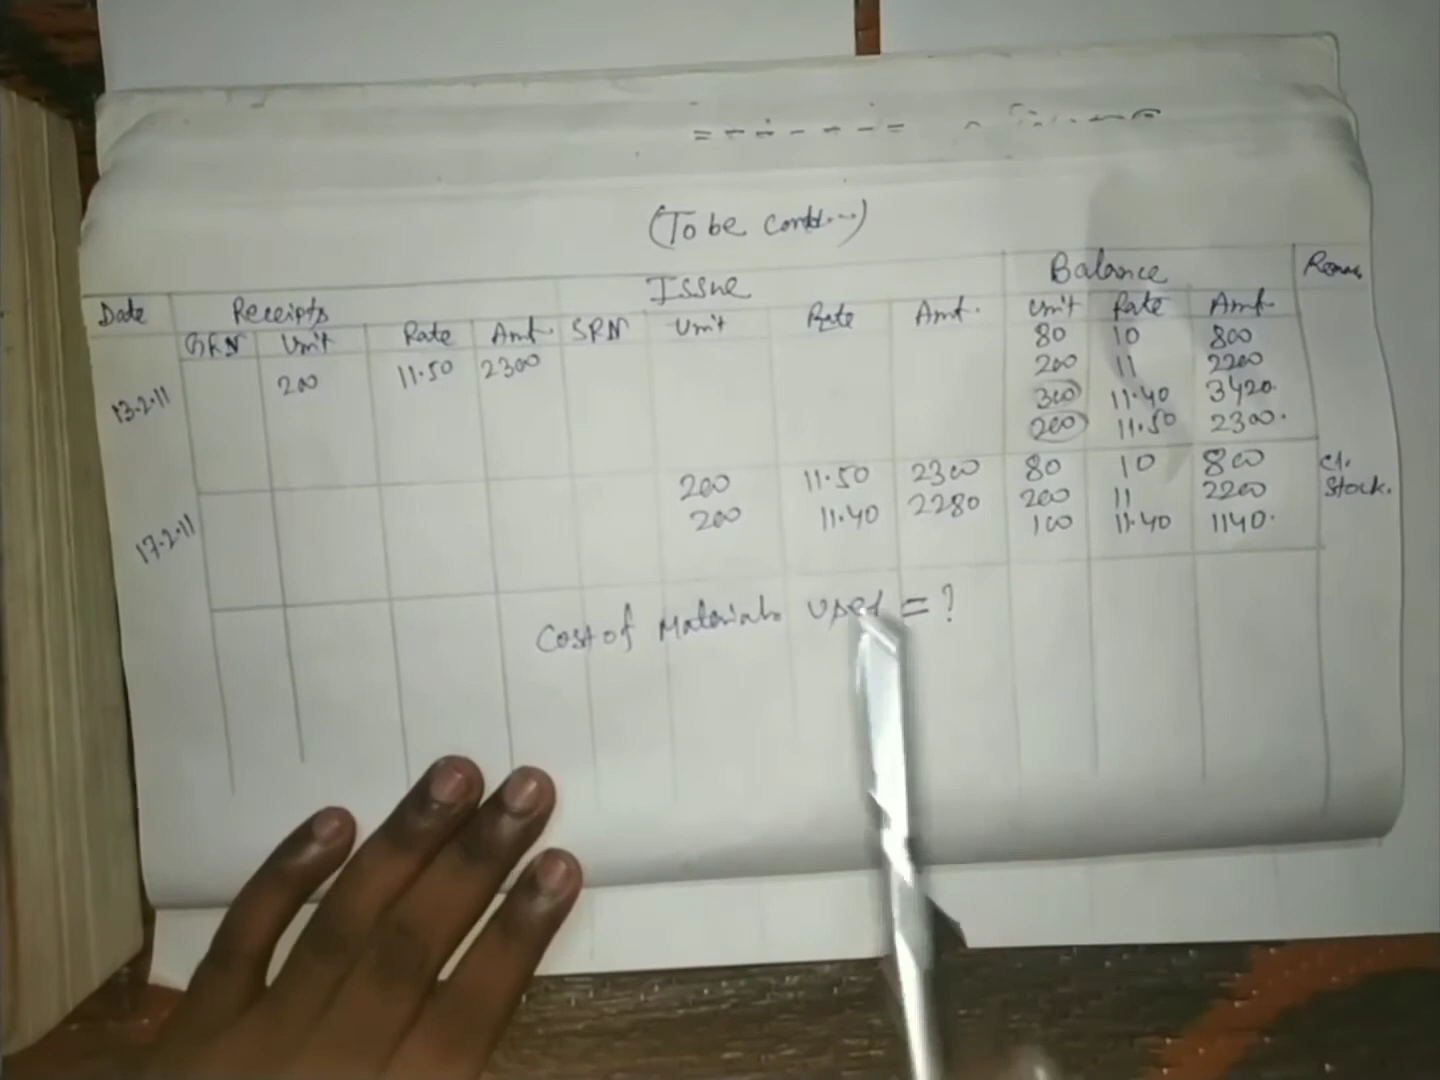 (To be contd...)
Date Receipts Issue Balance
GRN Unit Rate Amt. SRN Unit Rate Amt. Unit Rate Amt.
13-2-11 200 11.50 2300 80 10 800
200 11 2200
300 11.40 3420.
200 11.50 2300.
17-2-11 200 11.50 2300 80 10 800 cl.
200 11.40 2280 200 11 2200 Stock.
100 11.40 1140.
Cost of Materials used = ?